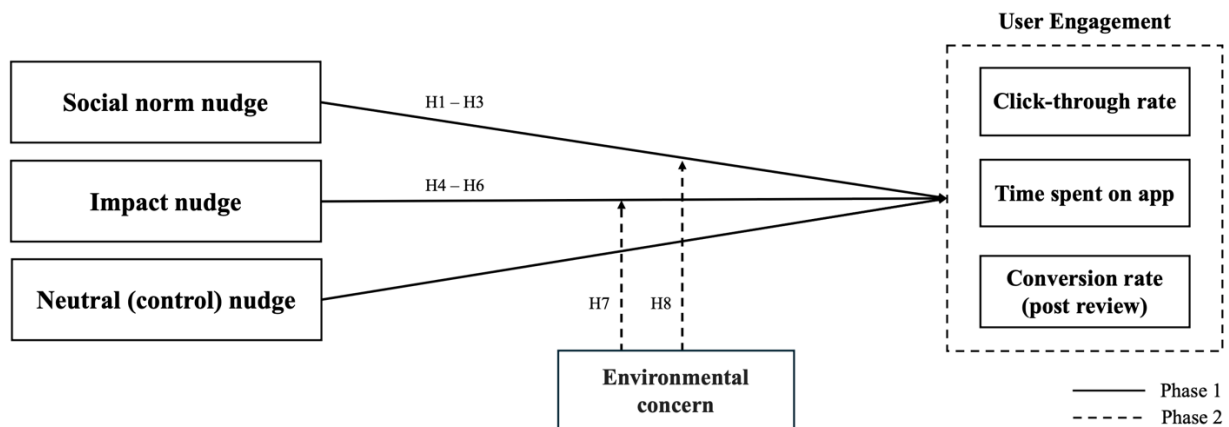 User Engagement
Social norm nudge
H1 – H3
Click-through rate
Impact nudge
H4 – H6
Time spent on app
Neutral (control) nudge
H7
H8
Conversion rate
(post review)
Environmental
concern
Phase 1
Phase 2